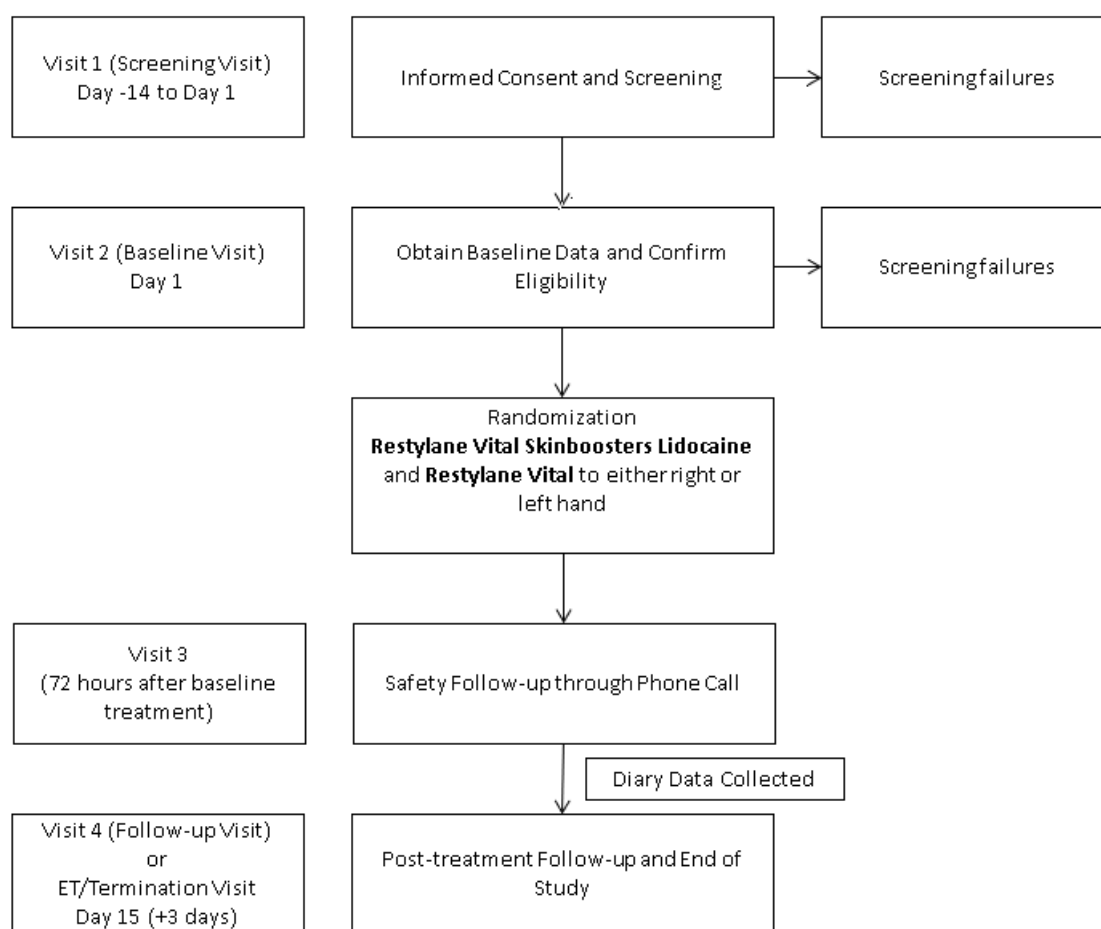 Visit 1 (Screening Visit)
Day -14 to Day 1
Informed Consent and Screening
Screening failures
Visit 2 (Baseline Visit)
Day 1
Obtain Baseline Data and Confirm
Eligibility
Screening failures
Randomization
Restylane Vital Skinboosters Lidocaine
and Restylane Vital to either right or
left hand
Visit 3
(72 hours after baseline
treatment)
Safety Follow-up through Phone Call
Diary Data Collected
Visit 4 (Follow-up Visit)
or
ET/Termination Visit
Day 15 (+3 days)
Post-treatment Follow-up and End of
Study